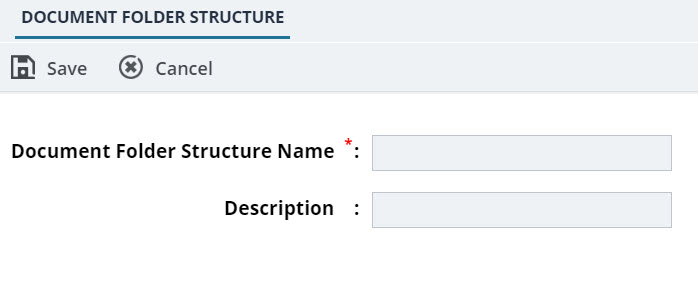 DOCUMENT FOLDER STRUCTURE
Save Cancel
Document Folder Structure Name *:
Description :